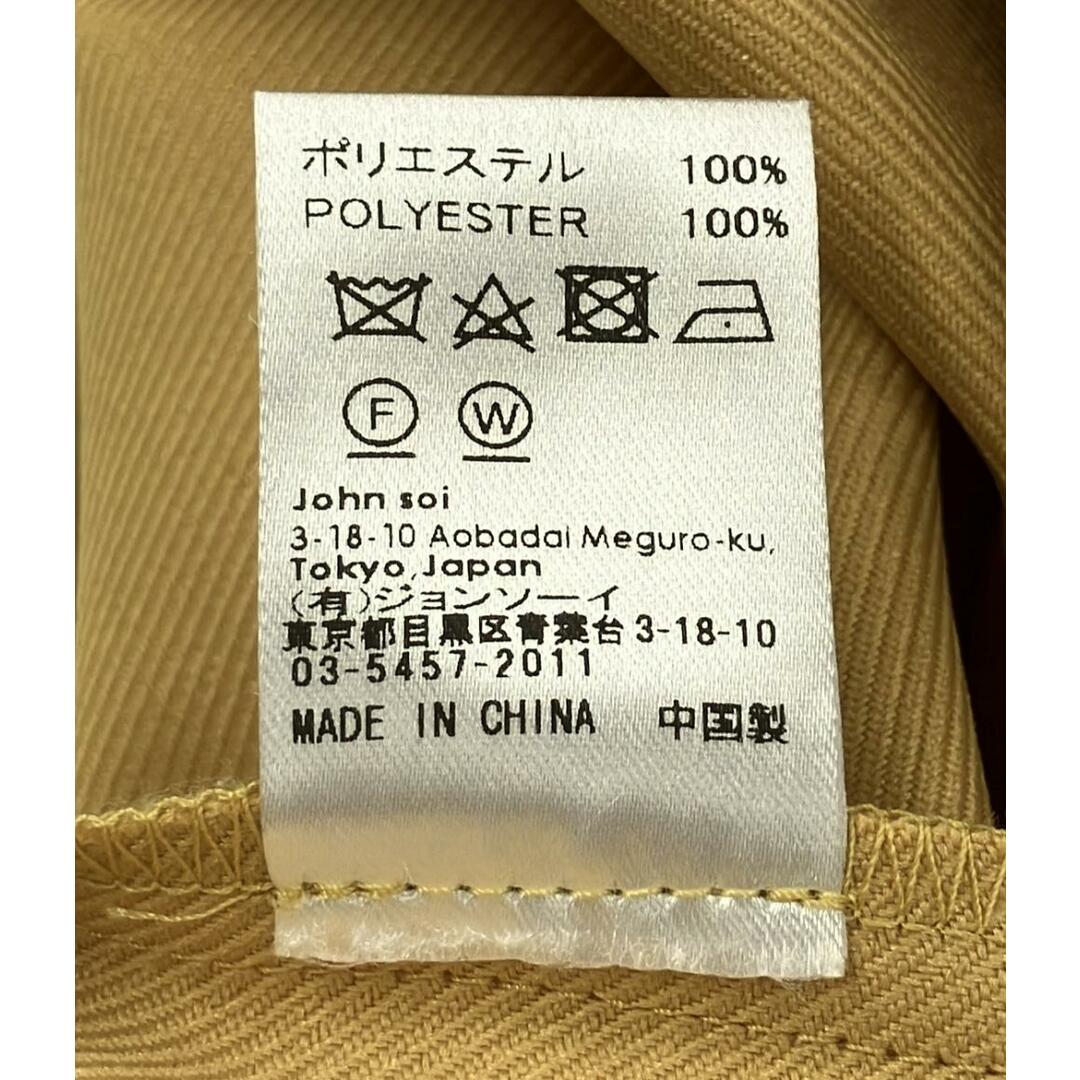 ポリエステル 100%
POLYESTER 100%
F W
John soi
3-18-10 Aobadai Meguro-ku,
Tokyo, Japan
(有)ジョンソーイ
東京都目黒区青葉台3-18-10
03-5457-2011
MADE IN CHINA 中国製